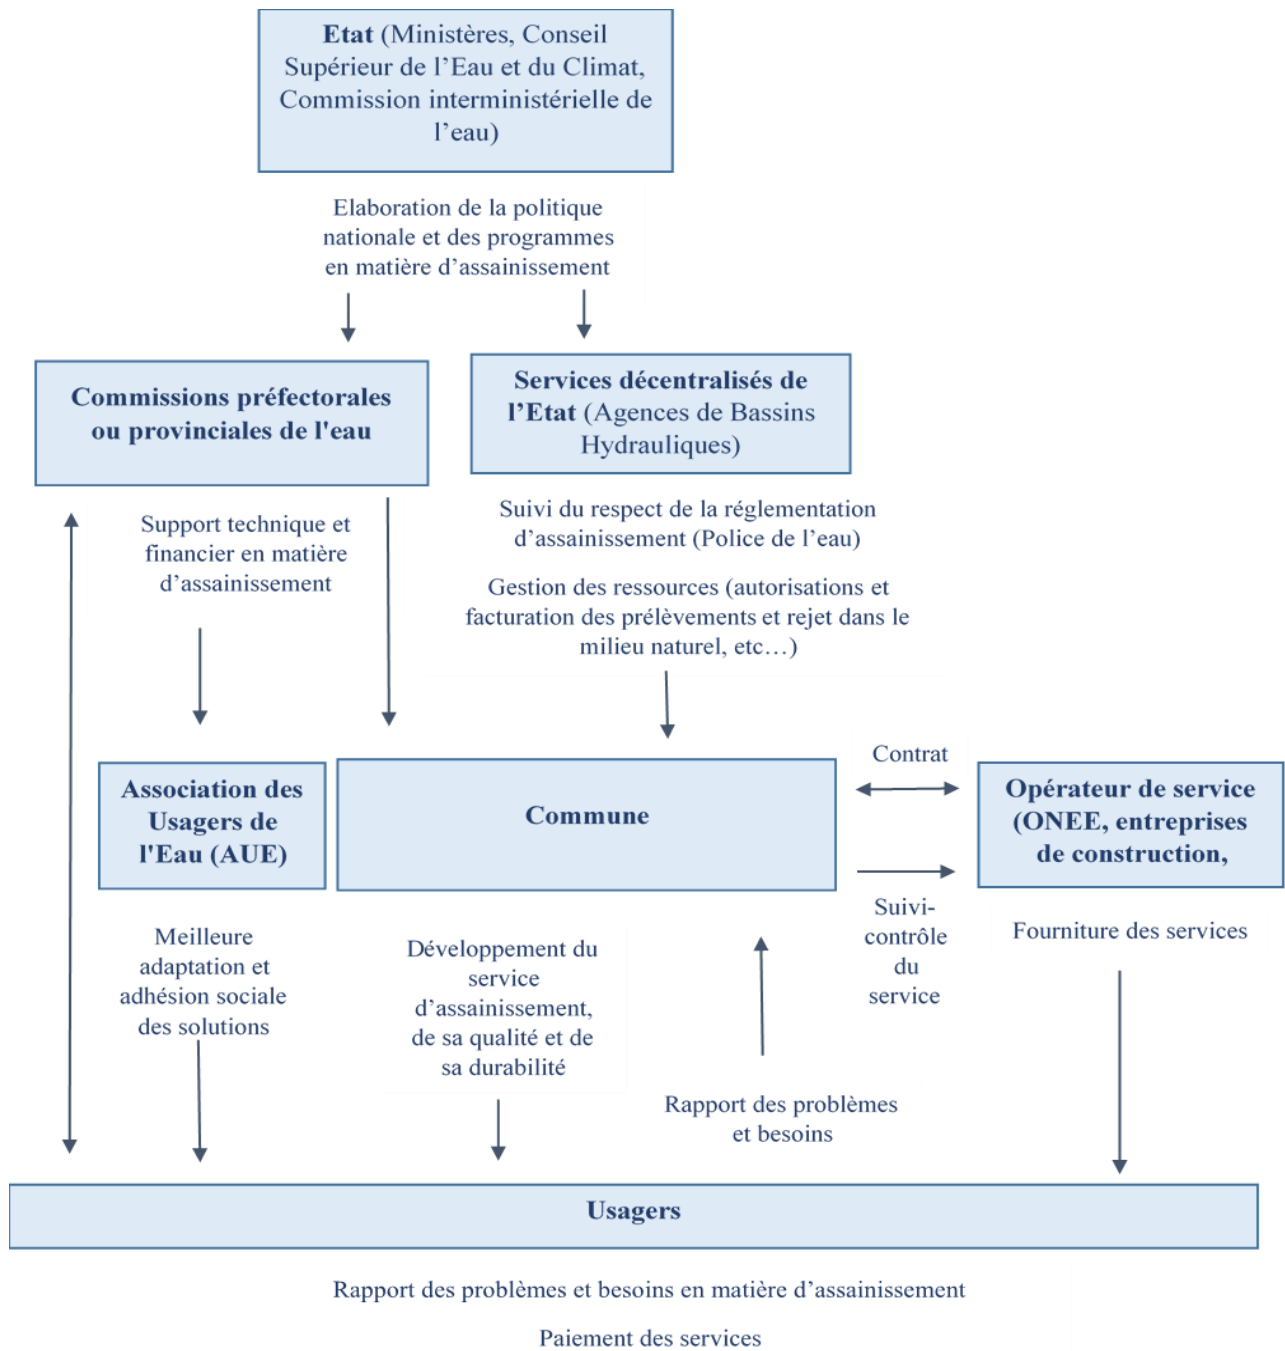 Etat (Ministères, Conseil
Supérieur de l’Eau et du Climat,
Commission interministérielle de
l’eau)
Elaboration de la politique
nationale et des programmes
en matière d’assainissement
Commissions préfectorales
ou provinciales de l'eau
Services décentralisés de
l’Etat (Agences de Bassins
Hydrauliques)
Support technique et
financier en matière
d’assainissement
Suivi du respect de la réglementation
d’assainissement (Police de l’eau)
Gestion des ressources (autorisations et
facturation des prélèvements et rejet dans le
milieu naturel, etc…)
Association des
Usagers de
l'Eau (AUE)
Commune
Contrat
Opérateur de service
(ONEE, entreprises
de construction,
Meilleure
adaptation et
adhésion sociale
des solutions
Développement du
service
d’assainissement,
de sa qualité et de
sa durabilité
Rapport des problèmes
et besoins
Suivi-
contrôle
du
service
Fourniture des services
Usagers
Rapport des problèmes et besoins en matière d’assainissement
Paiement des services